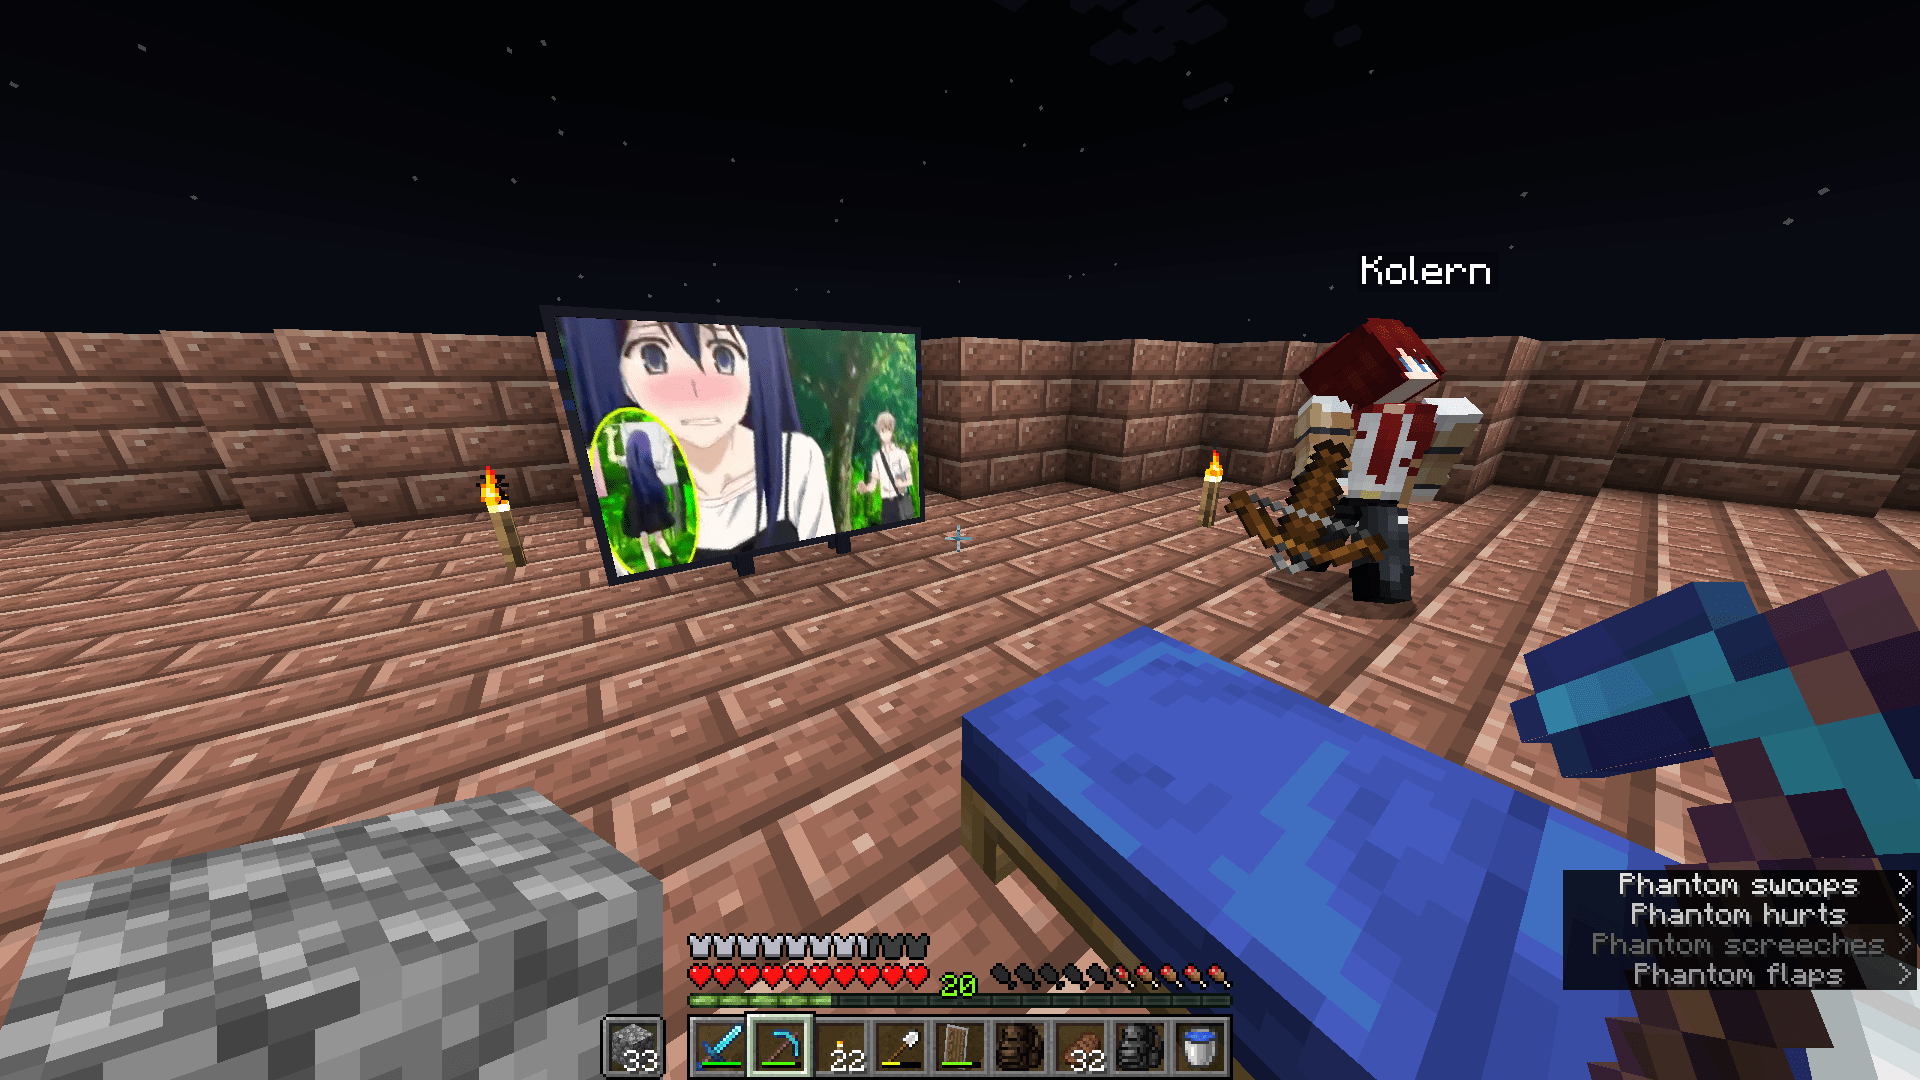 Kolern
Phantom swoops >
Phantom hurts >
Phantom screeches >
Phantom flaps >
20
33
22
32